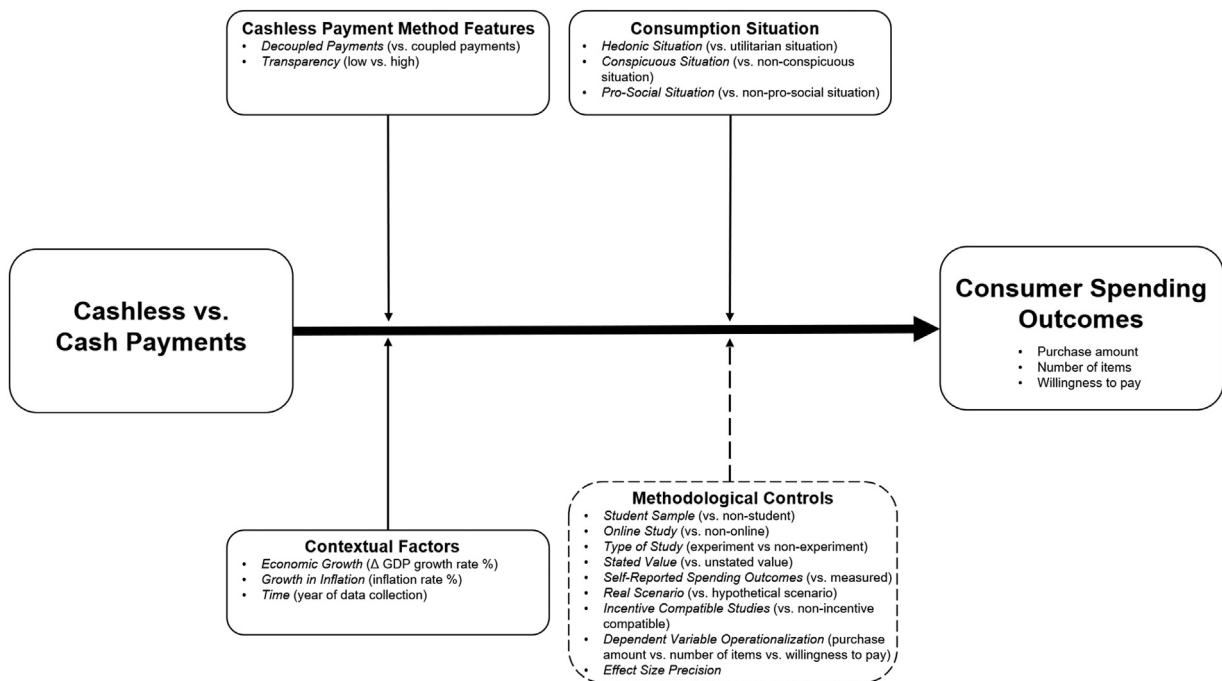 Cashless Payment Method Features
• Decoupled Payments (vs. coupled payments)
• Transparency (low vs. high)
Consumption Situation
• Hedonic Situation (vs. utilitarian situation)
• Conspicuous Situation (vs. non-conspicuous
situation)
• Pro-Social Situation (vs. non-pro-social situation)
Cashless vs.
Cash Payments
Consumer Spending
Outcomes
• Purchase amount
• Number of items
• Willingness to pay
Contextual Factors
• Economic Growth (Δ GDP growth rate %)
• Growth in Inflation (inflation rate %)
• Time (year of data collection)
Methodological Controls
• Student Sample (vs. non-student)
• Online Study (vs. non-online)
• Type of Study (experiment vs non-experiment)
• Stated Value (vs. unstated value)
• Self-Reported Spending Outcomes (vs. measured)
• Real Scenario (vs. hypothetical scenario)
• Incentive Compatible Studies (vs. non-incentive
compatible)
• Dependent Variable Operationalization (purchase
amount vs. number of items vs. willingness to pay)
• Effect Size Precision